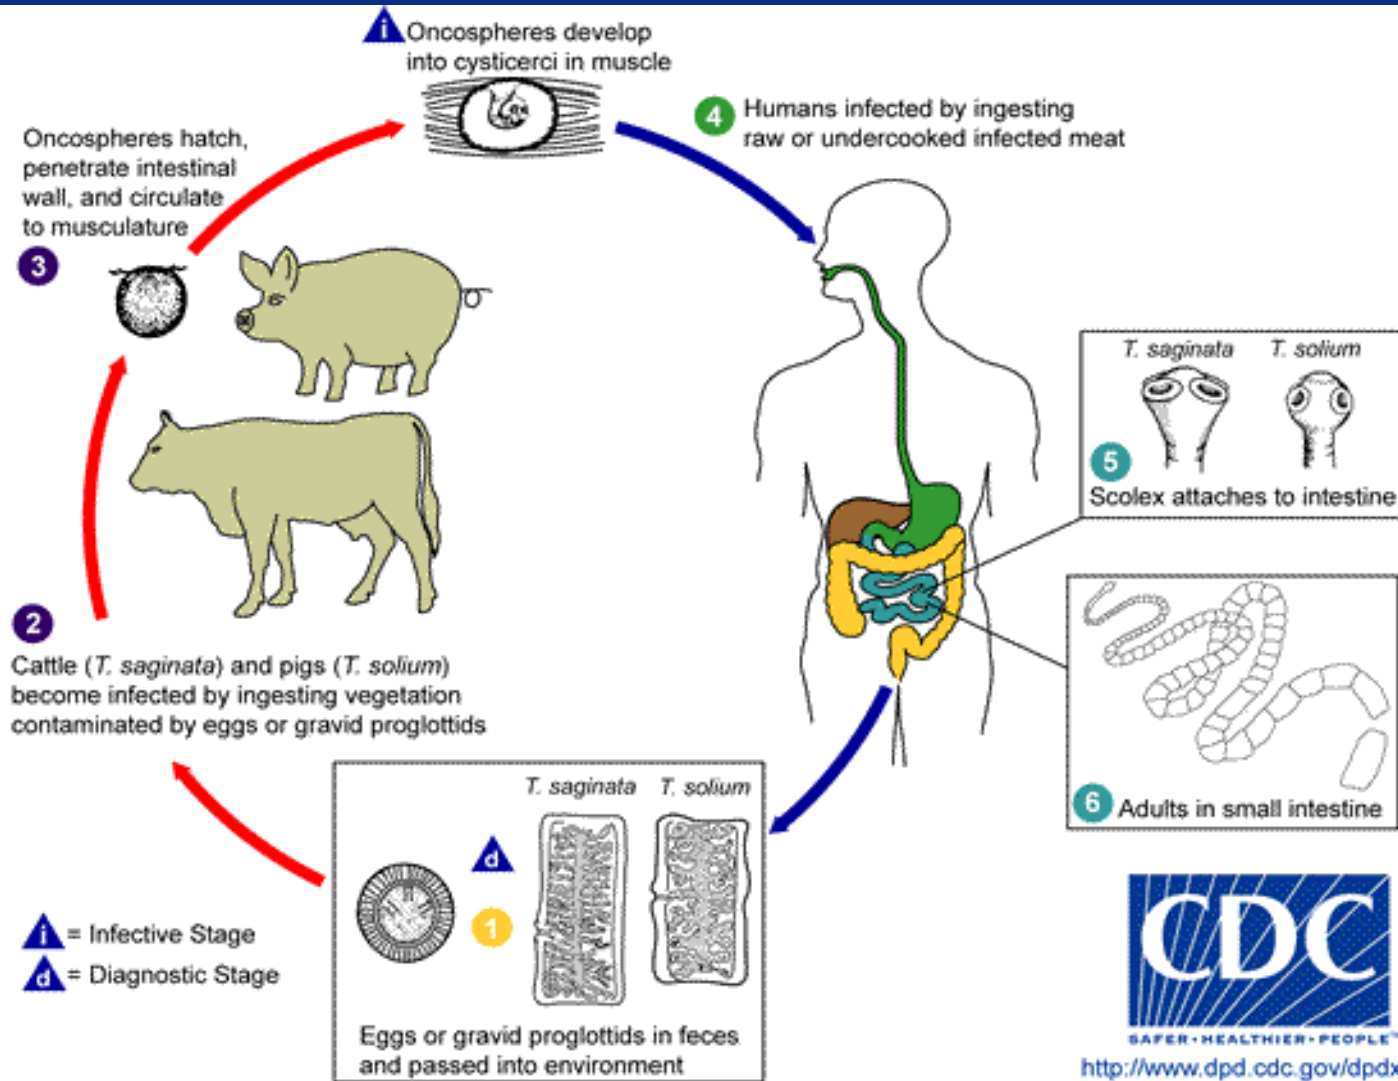 i Oncospheres develop
into cysticerci in muscle
4 Humans infected by ingesting
raw or undercooked infected meat
Oncospheres hatch,
penetrate intestinal
wall, and circulate
to musculature
3
T. saginata T. solium
5
Scolex attaches to intestine
2
Cattle (T. saginata) and pigs (T. solium)
become infected by ingesting vegetation
contaminated by eggs or gravid proglottids
6 Adults in small intestine
T. saginata T. solium
d
1
Eggs or gravid proglottids in feces
and passed into environment
i = Infective Stage
d = Diagnostic Stage
CDC
SAFER·HEALTHIER·PEOPLE™
http://www.dpd.cdc.gov/dpdx